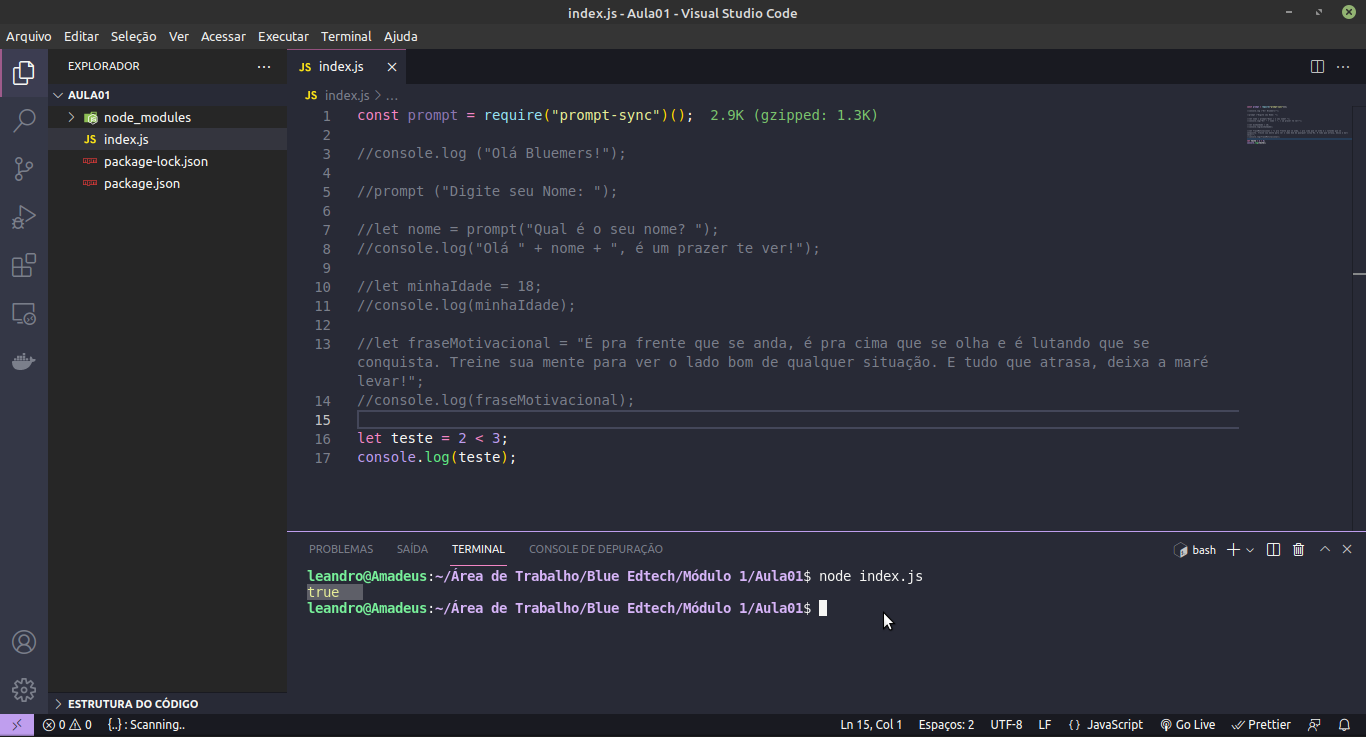 index.js - Aula01 - Visual Studio Code
Arquivo Editar Seleção Ver Acessar Executar Terminal Ajuda
EXPLORADOR
AULA01
node_modules
JS index.js
package-lock.json
package.json
ESTRUTURA DO CÓDIGO
JS index.js
JS index.js > ...
1 const prompt = require("prompt-sync")(); 2.9K (gzipped: 1.3K)
2
3 //console.log ("Olá Bluemers!");
4
5 //prompt ("Digite seu Nome: ");
6
7 //let nome = prompt("Qual é o seu nome? ");
8 //console.log("Olá " + nome + ", é um prazer te ver!");
9
10 //let minhaIdade = 18;
11 //console.log(minhaIdade);
12
13 //let fraseMotivacional = "É pra frente que se anda, é pra cima que se olha e é lutando que se
conquista. Treine sua mente para ver o lado bom de qualquer situação. E tudo que atrasa, deixa a maré
levar!";
14 //console.log(fraseMotivacional);
15
16 let teste = 2 < 3;
17 console.log(teste);
PROBLEMAS SAÍDA TERMINAL CONSOLE DE DEPURAÇÃO bash
leandro@Amadeus:~/Área de Trabalho/Blue Edtech/Módulo 1/Aula01$ node index.js
true
leandro@Amadeus:~/Área de Trabalho/Blue Edtech/Módulo 1/Aula01$
0 0 {..} : Scanning.. Ln 15, Col 1 Espaços: 2 UTF-8 LF {} JavaScript Go Live Prettier